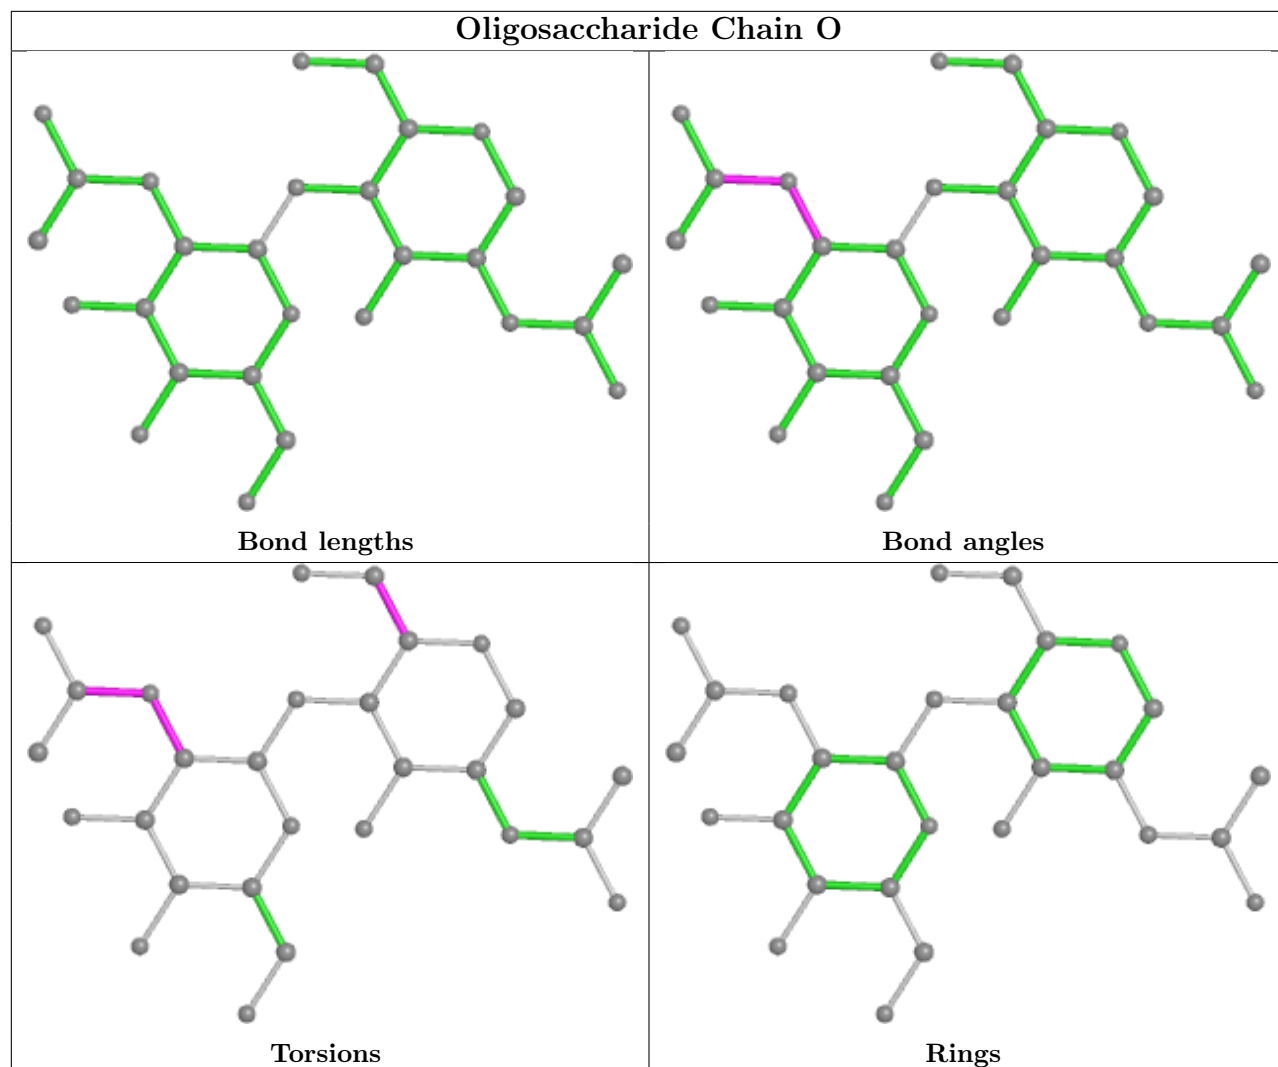 Oligosaccharide Chain O
Bond lengths
Bond angles
Torsions
Rings